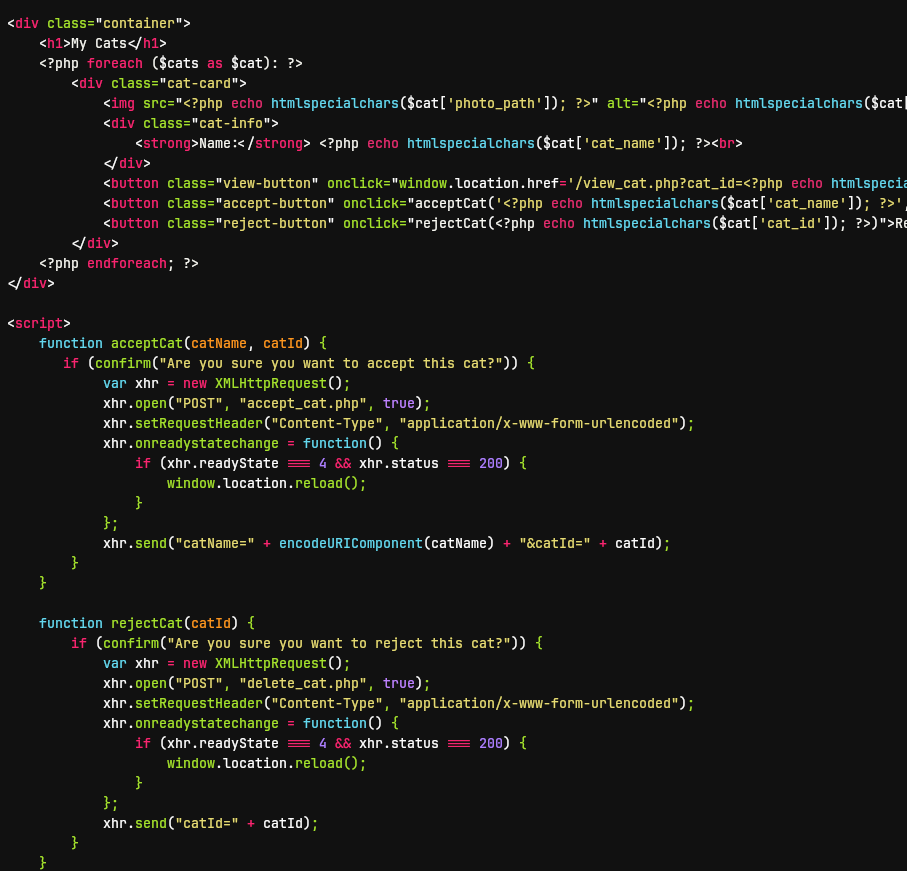 <div class="container">
    <h1>My Cats</h1>
    <?php foreach ($cats as $cat): ?>
        <div class="cat-card">
            <img src="<?php echo htmlspecialchars($cat['photo_path']); ?>" alt="<?php echo htmlspecialchars($cat[
            <div class="cat-info">
                <strong>Name:</strong> <?php echo htmlspecialchars($cat['cat_name']); ?><br>
            </div>
            <button class="view-button" onclick="window.location.href='/view_cat.php?cat_id=<?php echo htmlspecia
            <button class="accept-button" onclick="acceptCat('<?php echo htmlspecialchars($cat['cat_name']); ?>',
            <button class="reject-button" onclick="rejectCat(<?php echo htmlspecialchars($cat['cat_id']); ?>)">Re
        </div>
    <?php endforeach; ?>
</div>

<script>
    function acceptCat(catName, catId) {
       if (confirm("Are you sure you want to accept this cat?")) {
            var xhr = new XMLHttpRequest();
            xhr.open("POST", "accept_cat.php", true);
            xhr.setRequestHeader("Content-Type", "application/x-www-form-urlencoded");
            xhr.onreadystatechange = function() {
                if (xhr.readyState === 4 && xhr.status === 200) {
                    window.location.reload();
                }
            };
            xhr.send("catName=" + encodeURIComponent(catName) + "&catId=" + catId);
        }
    }

    function rejectCat(catId) {
        if (confirm("Are you sure you want to reject this cat?")) {
            var xhr = new XMLHttpRequest();
            xhr.open("POST", "delete_cat.php", true);
            xhr.setRequestHeader("Content-Type", "application/x-www-form-urlencoded");
            xhr.onreadystatechange = function() {
                if (xhr.readyState === 4 && xhr.status === 200) {
                    window.location.reload();
                }
            };
            xhr.send("catId=" + catId);
        }
    }